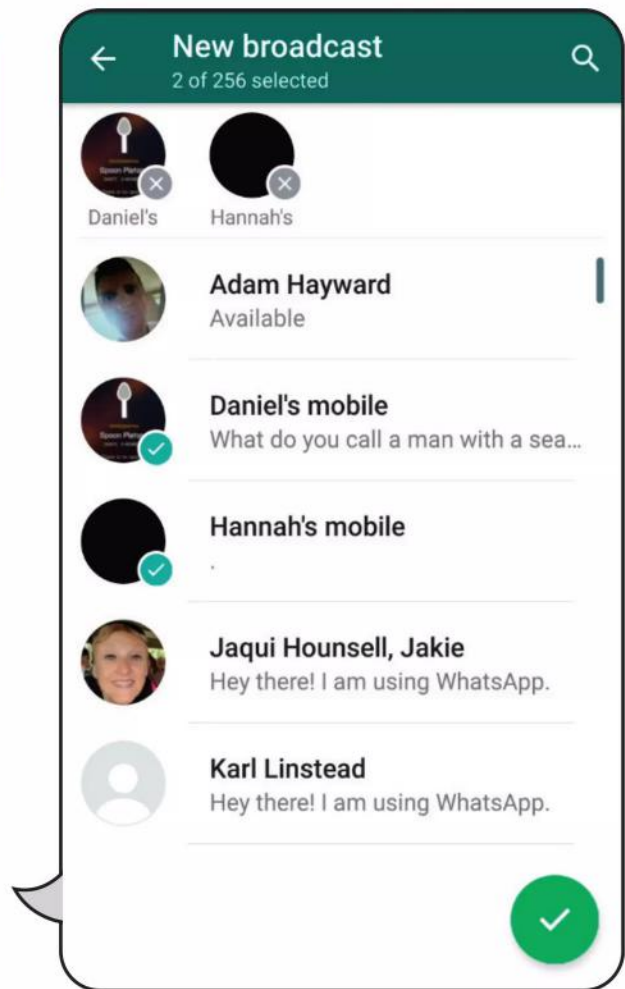 New broadcast
2 of 256 selected
Daniel's Hannah's
Adam Hayward
Available
Daniel's mobile
What do you call a man with a sea...
Hannah's mobile
.
Jaqui Hounsell, Jakie
Hey there! I am using WhatsApp.
Karl Linstead
Hey there! I am using WhatsApp.